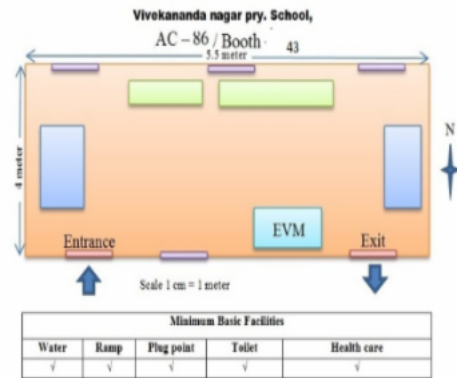 Vivekananda nagar pry. School,
AC – 86 / Booth 43
5.5 meter
4 meter
N
EVM
Entrance
Exit
Scale 1 cm = 1 meter
Minimum Basic Facilities
Water Ramp Plug point Toilet Health care
√ √ √ √ √